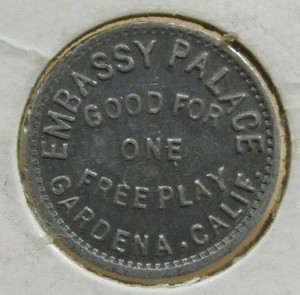 EMBASSY PALACE
GOOD FOR
ONE
FREE PLAY
GARDENA, CALIF.